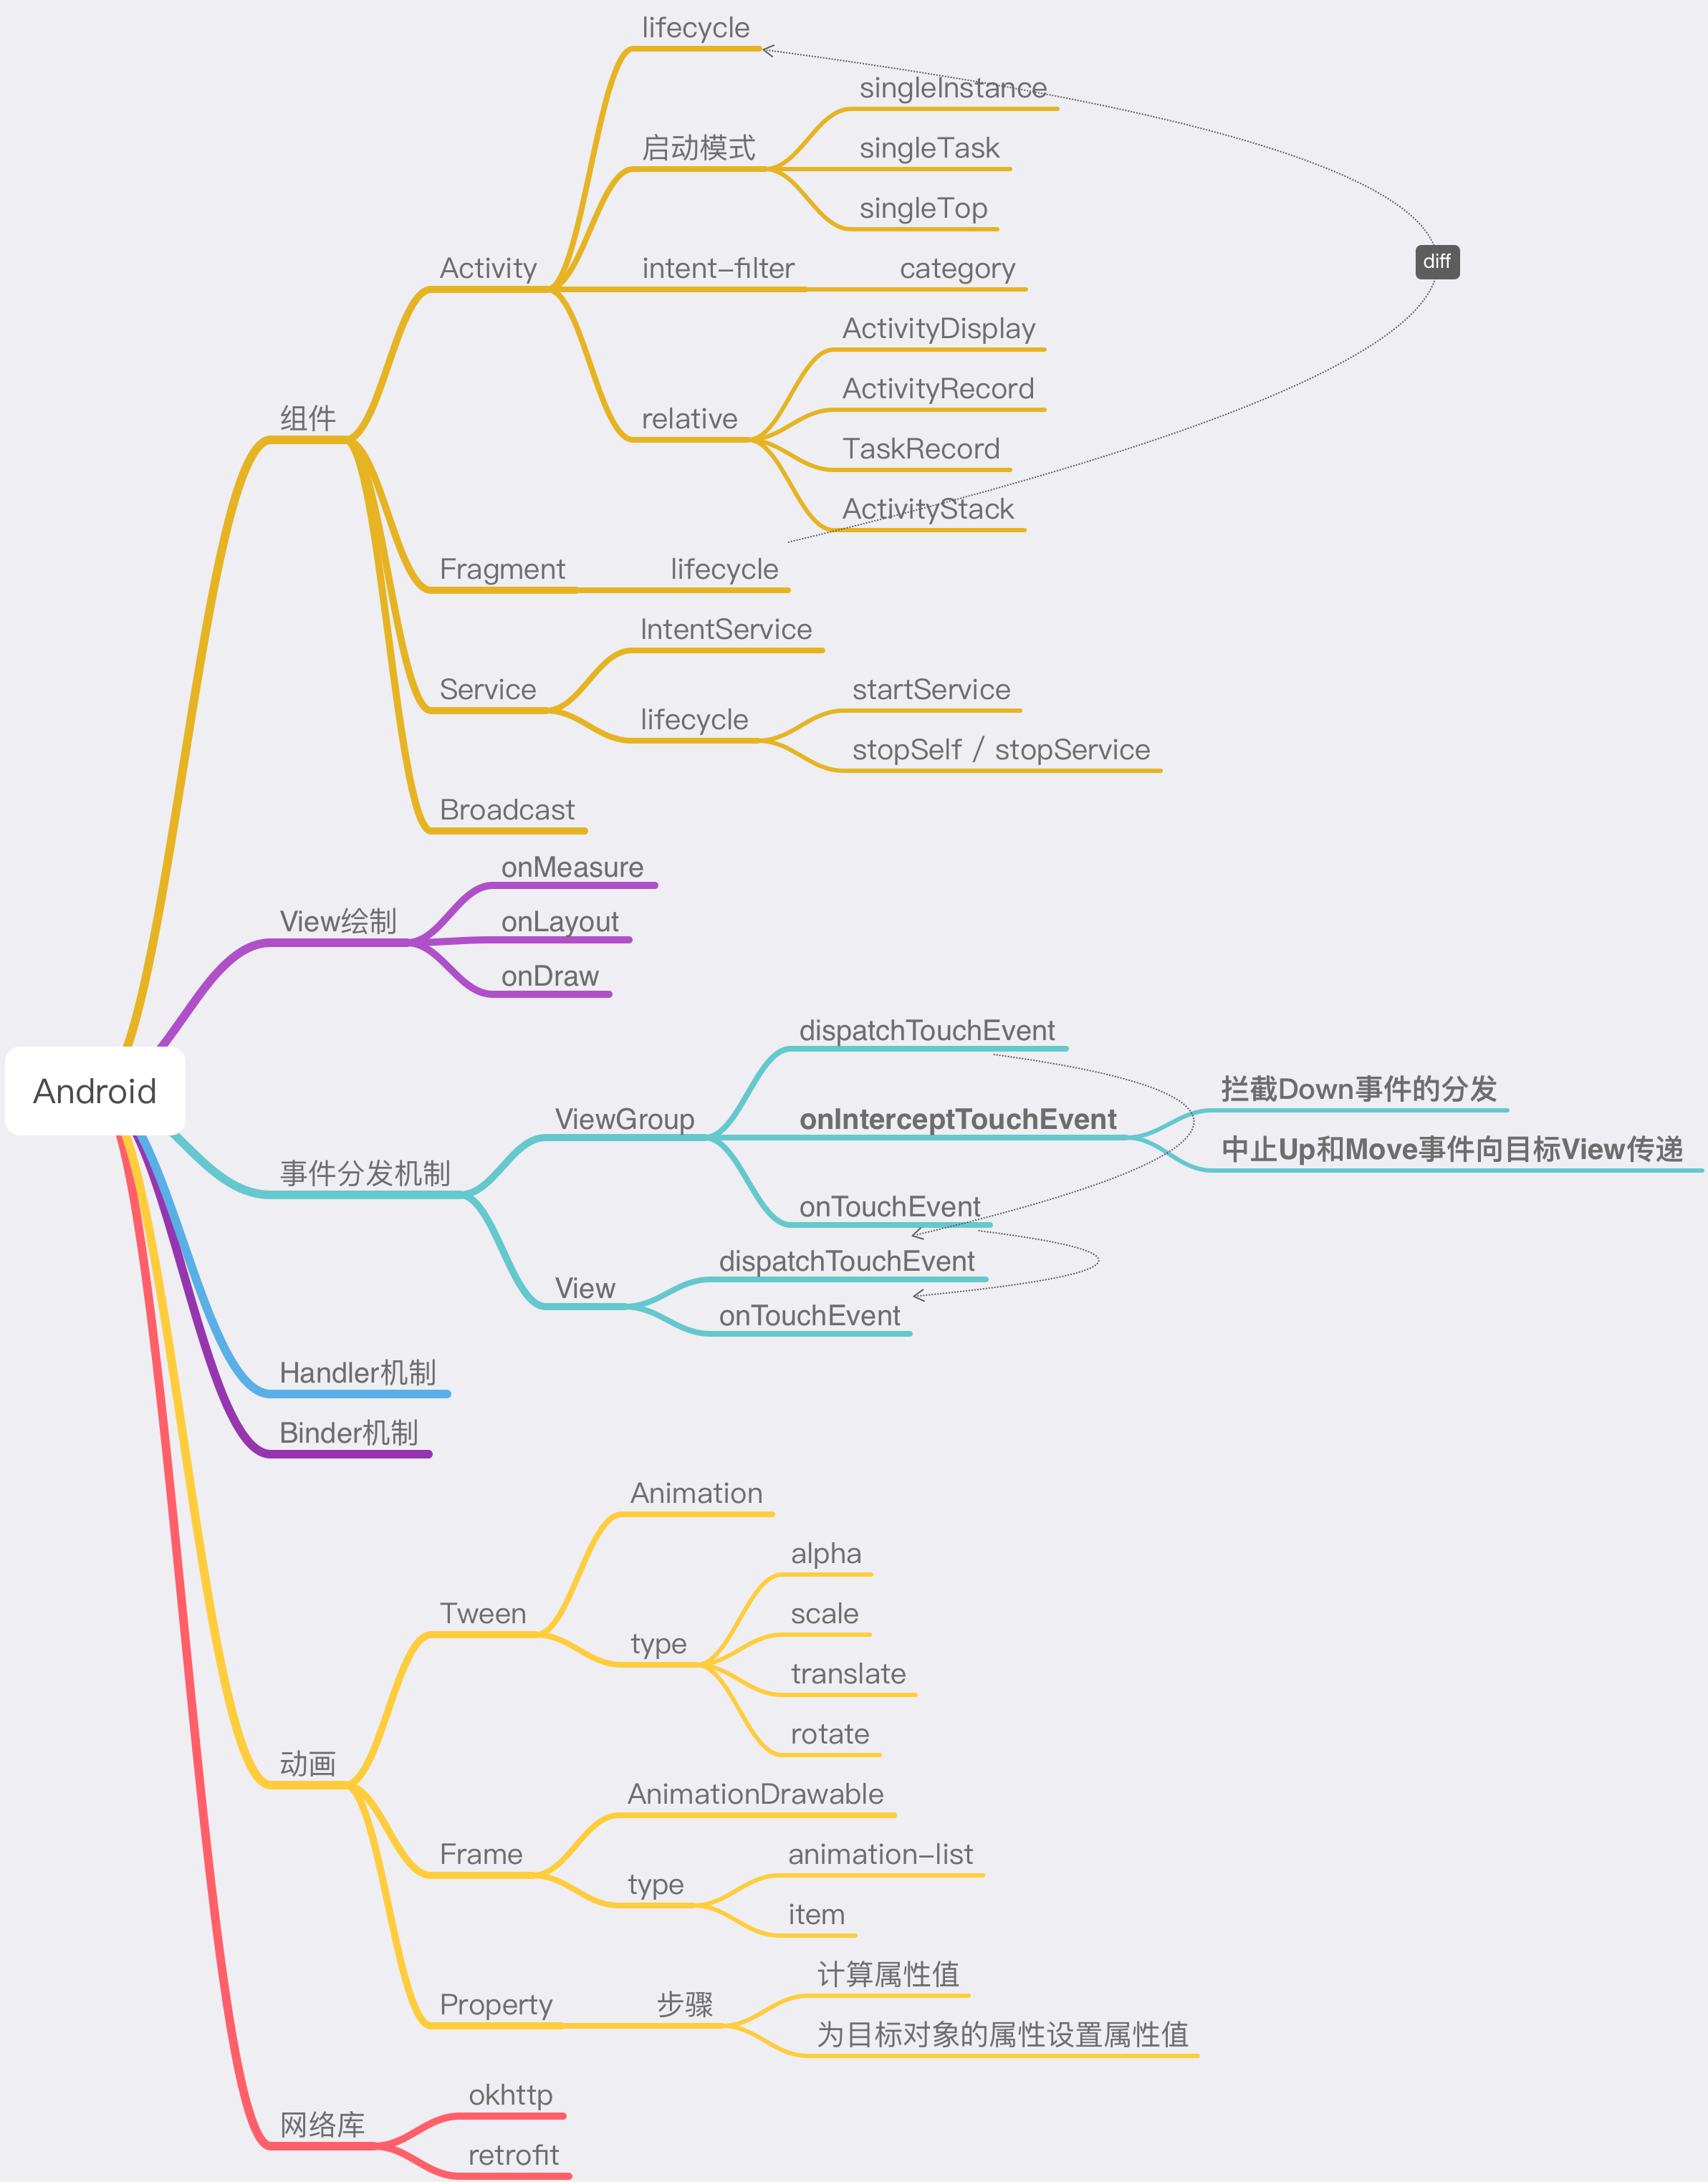 lifecycle
singleInstance
启动模式
singleTask
singleTop
Activity
intent-filter
category
diff
ActivityDisplay
ActivityRecord
组件
relative
TaskRecord
ActivityStack
Fragment
lifecycle
IntentService
Service
startService
lifecycle
stopSelf / stopService
Broadcast
onMeasure
View绘制
onLayout
onDraw
Android
dispatchTouchEvent
拦截Down事件的分发
ViewGroup
onInterceptTouchEvent
中止Up和Move事件向目标View传递
事件分发机制
onTouchEvent
dispatchTouchEvent
View
onTouchEvent
Handler机制
Binder机制
Animation
alpha
Tween
scale
type
translate
rotate
动画
AnimationDrawable
Frame
animation-list
type
item
计算属性值
Property
步骤
为目标对象的属性设置属性值
okhttp
网络库
retrofit